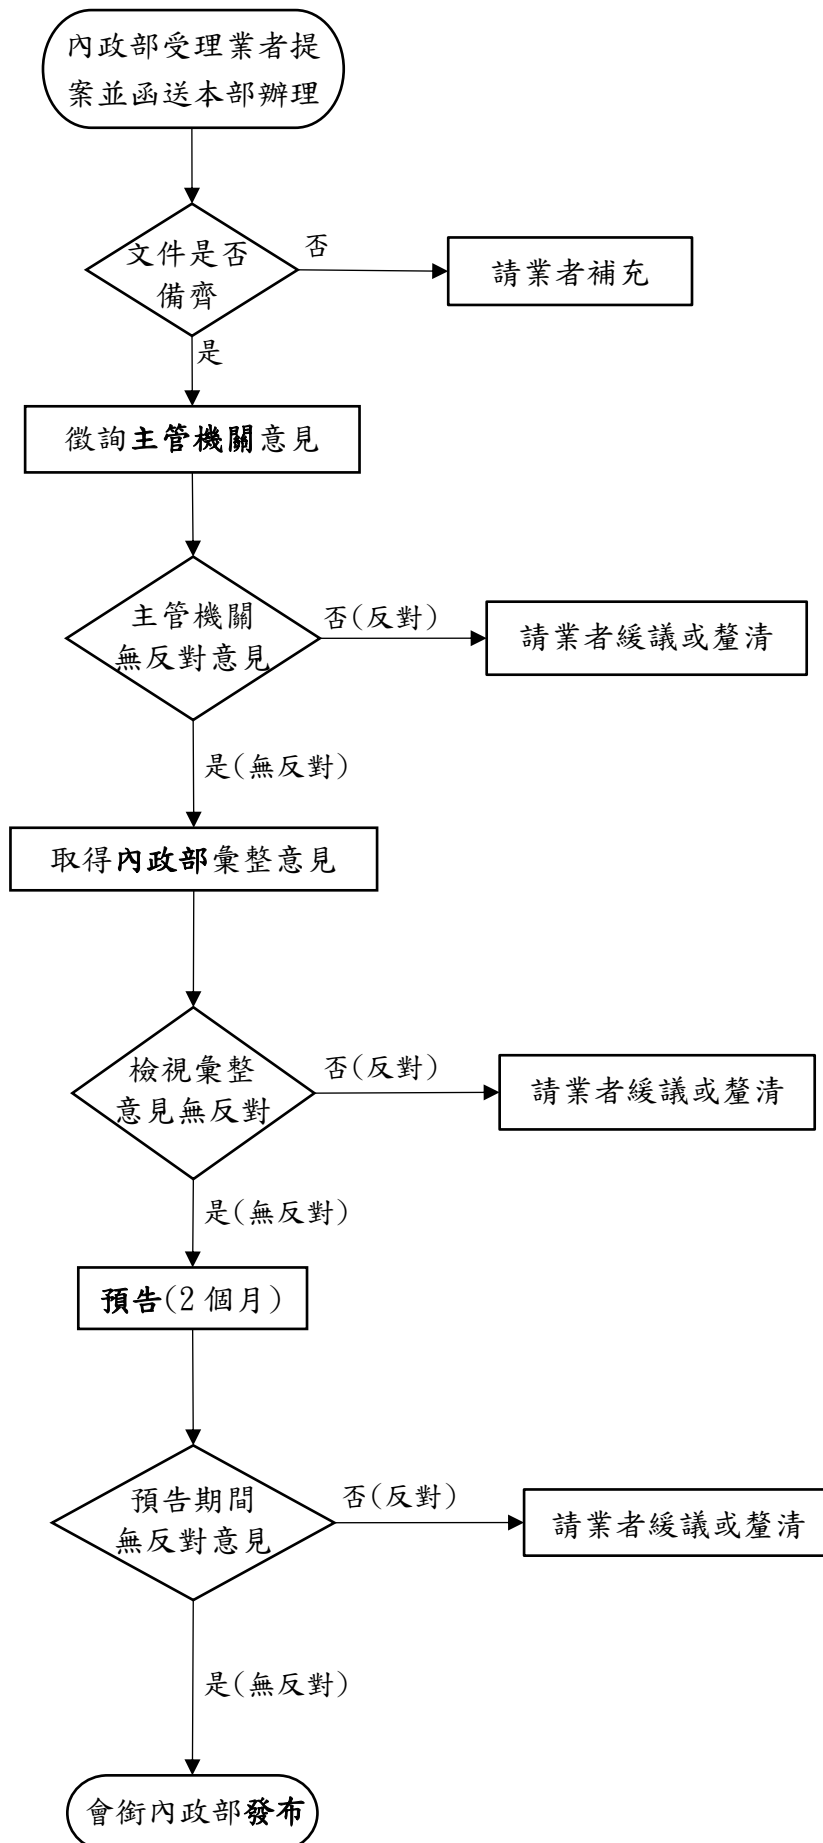 內政部受理業者提
案並函送本部辦理
文件是否
備齊
否
請業者補充
是
徵詢主管機關意見
主管機關
無反對意見
否(反對)
請業者緩議或釐清
是(無反對)
取得內政部彙整意見
檢視彙整
意見無反對
否(反對)
請業者緩議或釐清
是(無反對)
預告(2個月)
預告期間
無反對意見
否(反對)
請業者緩議或釐清
是(無反對)
會銜內政部發布